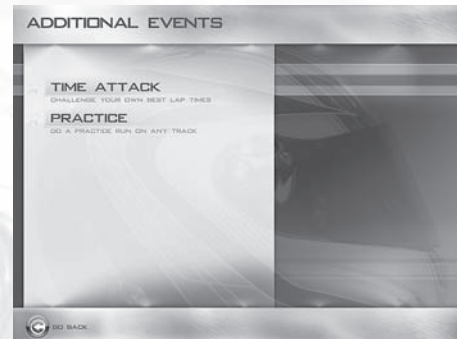 ADDITIONAL EVENTS
TIME ATTACK
CHALLENGE YOUR OWN BEST LAP TIMES
PRACTICE
DO A PRACTICE RUN ON ANY TRACK
GO BACK